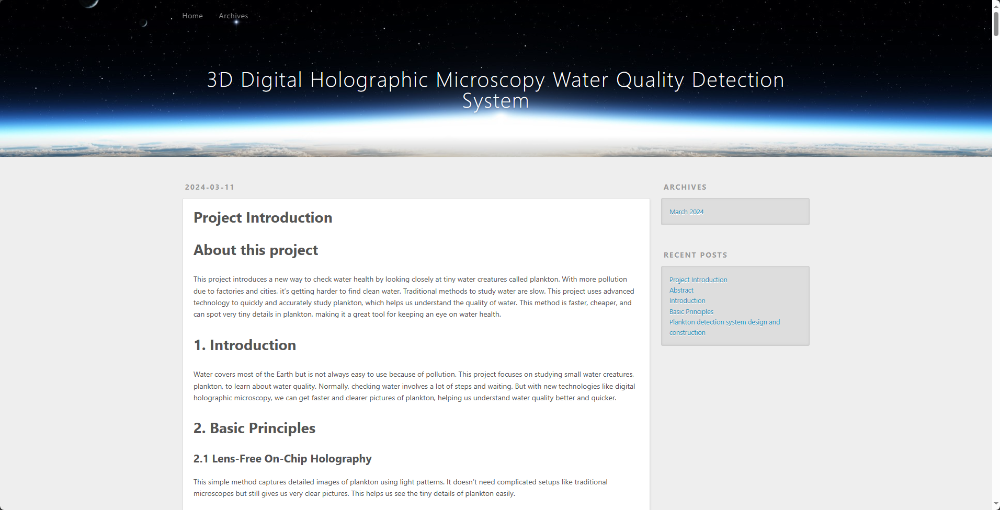 Home Archives
3D Digital Holographic Microscopy Water Quality Detection
System
2024-03-11
Project Introduction
About this project
This project introduces a new way to check water health by looking closely at tiny water creatures called plankton. With more pollution
due to factories and cities, it’s getting harder to find clean water. Traditional methods to study water are slow. This project uses advanced
technology to quickly and accurately study plankton, which helps us understand the quality of water. This method is faster, cheaper, and
can spot very tiny details in plankton, making it a great tool for keeping an eye on water health.
1. Introduction
Water covers most of the Earth but is not always easy to use because of pollution. This project focuses on studying small water creatures,
plankton, to learn about water quality. Normally, checking water involves a lot of steps and waiting. But with new technologies like digital
holographic microscopy, we can get faster and clearer pictures of plankton, helping us understand water quality better and quicker.
2. Basic Principles
2.1 Lens-Free On-Chip Holography
This simple method captures detailed images of plankton using light patterns. It doesn’t need complicated setups like traditional
microscopes but still gives us very clear pictures. This helps us see the tiny details of plankton easily.
ARCHIVES
March 2024
RECENT POSTS
Project Introduction
Abstract
Introduction
Basic Principles
Plankton detection system design and
construction